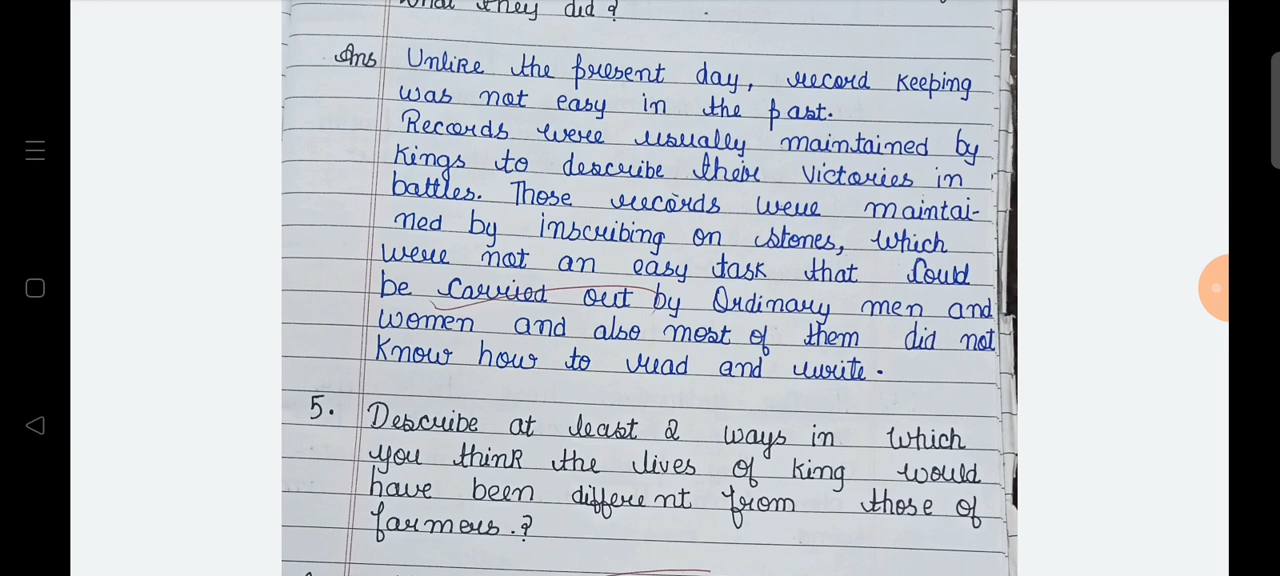 What they did?
Ans Unlike the present day, record keeping
was not easy in the past.
Records were usually maintained by
Kings to describe their victories in
battles. Those records were maintai-
ned by inscribing on stones, which
were not an easy task that could
be carried out by Ordinary men and
women and also most of them did not
Know how to read and write.
5. Describe at least 2 ways in which
you think the lives of king would
have been different from those of
farmers.?